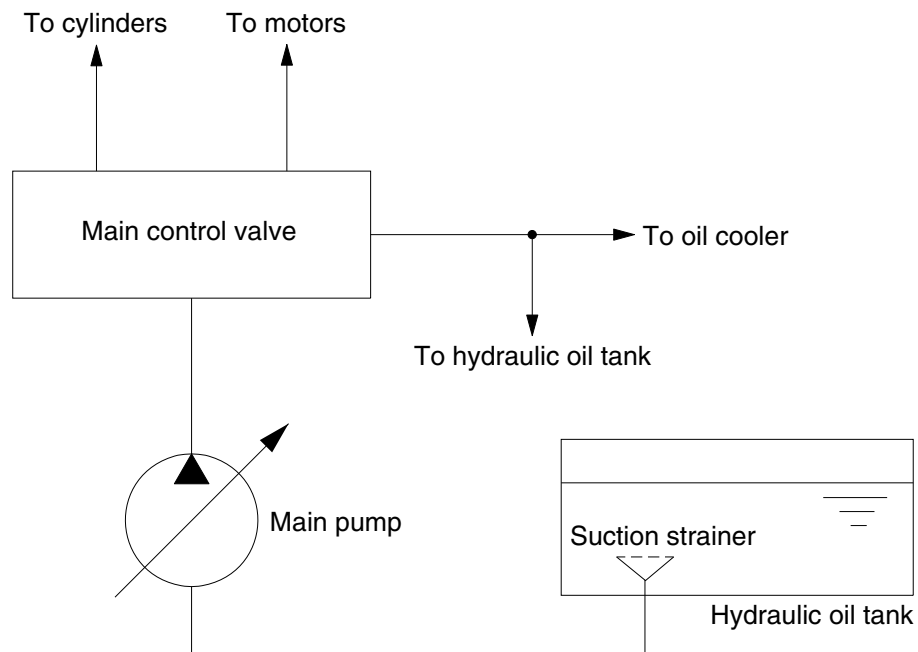 To cylinders
To motors
Main control valve
To oil cooler
To hydraulic oil tank
Main pump
Suction strainer
Hydraulic oil tank